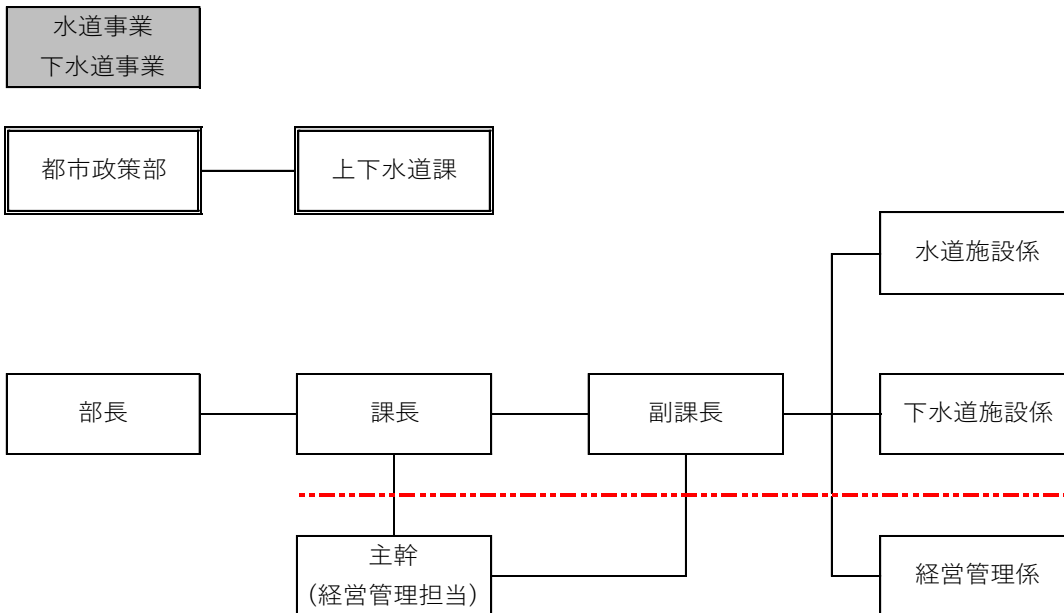 水道事業
下水道事業
都市政策部
上下水道課
水道施設係
部長
課長
副課長
下水道施設係
主幹
(経営管理担当)
経営管理係